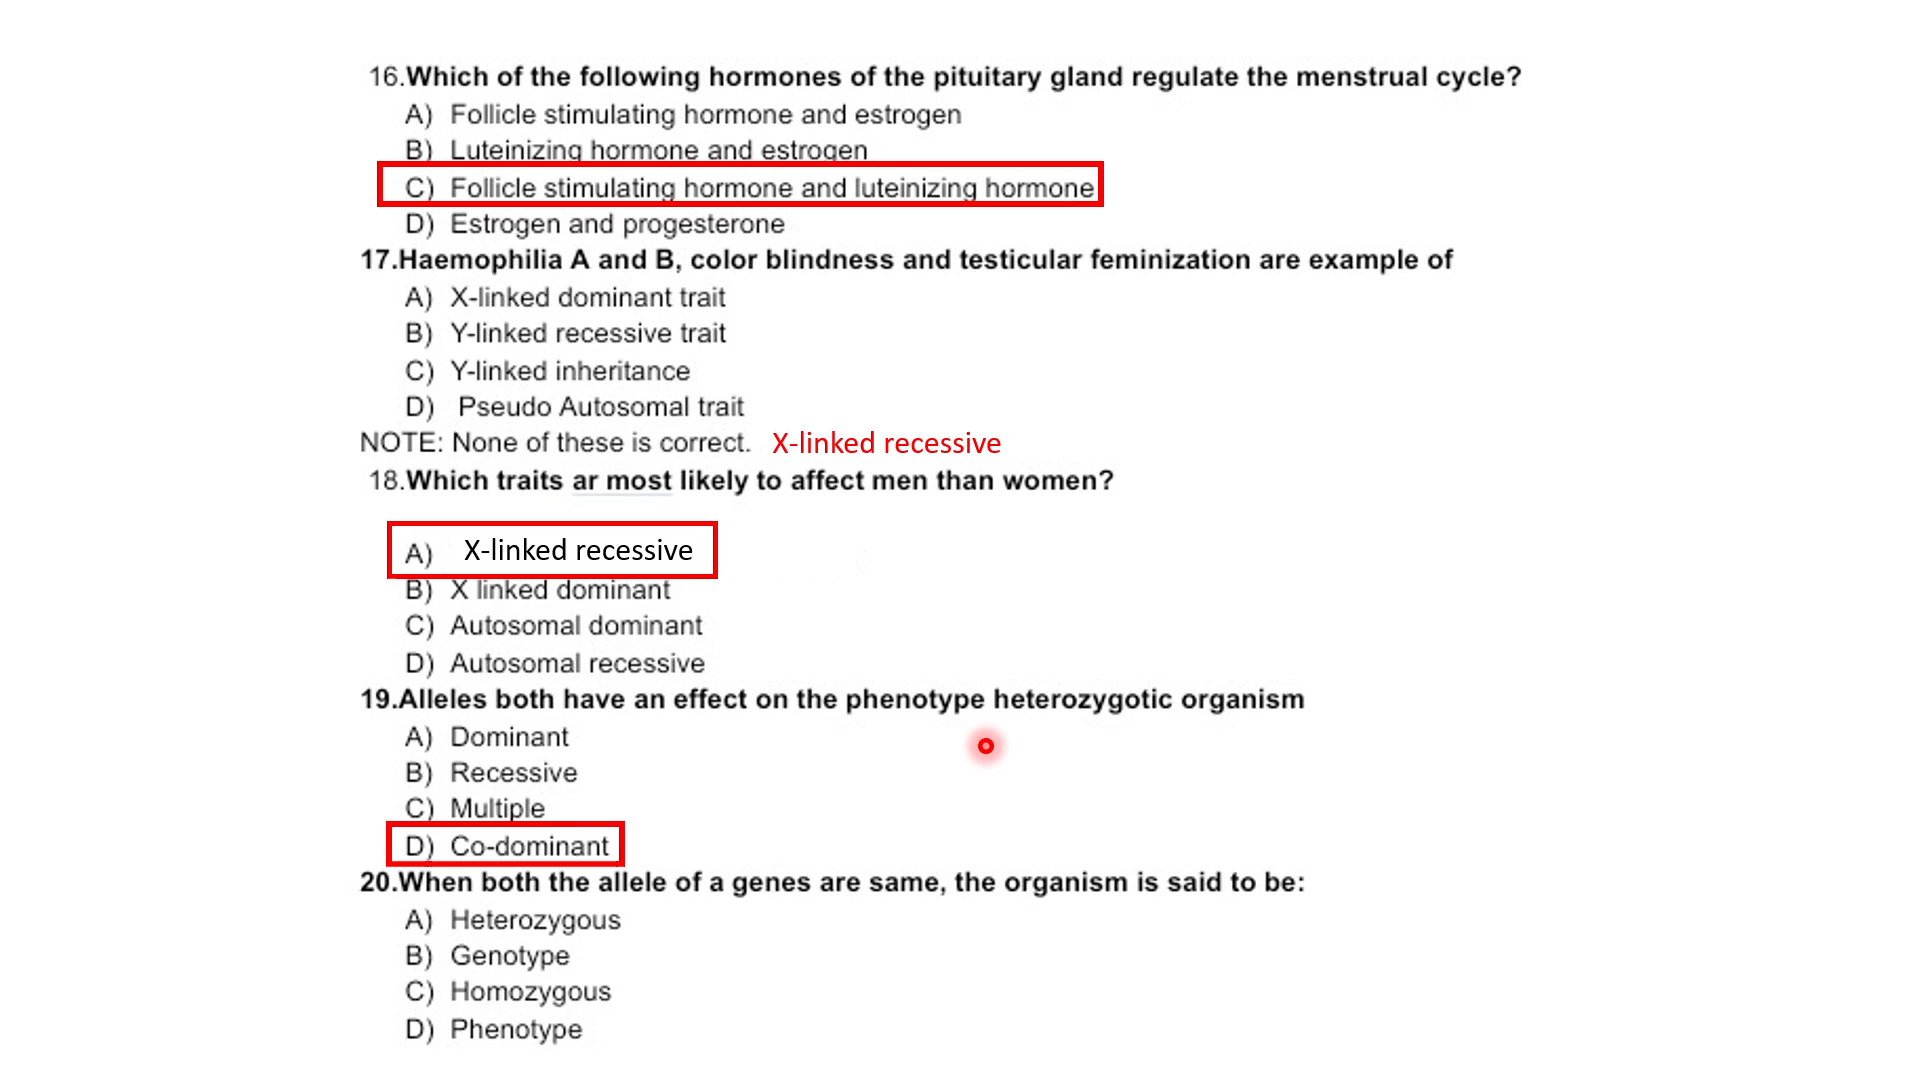 16.Which of the following hormones of the pituitary gland regulate the menstrual cycle?
A) Follicle stimulating hormone and estrogen
B) Luteinizing hormone and estrogen
C) Follicle stimulating hormone and luteinizing hormone
D) Estrogen and progesterone
17.Haemophilia A and B, color blindness and testicular feminization are example of
A) X-linked dominant trait
B) Y-linked recessive trait
C) Y-linked inheritance
D) Pseudo Autosomal trait
NOTE: None of these is correct. X-linked recessive
18.Which traits ar most likely to affect men than women?
A) X-linked recessive
B) X linked dominant
C) Autosomal dominant
D) Autosomal recessive
19.Alleles both have an effect on the phenotype heterozygotic organism
A) Dominant
B) Recessive
C) Multiple
D) Co-dominant
20.When both the allele of a genes are same, the organism is said to be:
A) Heterozygous
B) Genotype
C) Homozygous
D) Phenotype